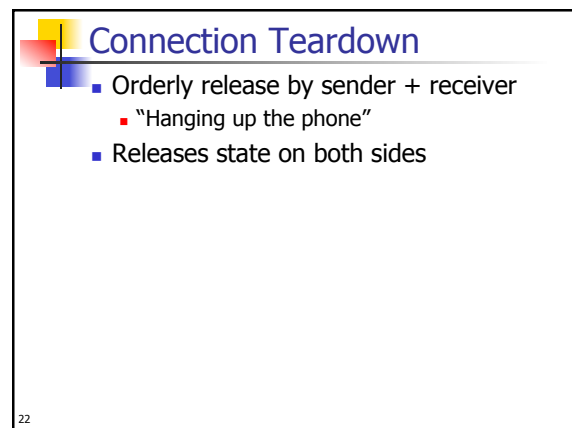 Connection Teardown
Orderly release by sender + receiver
“Hanging up the phone”
Releases state on both sides
22